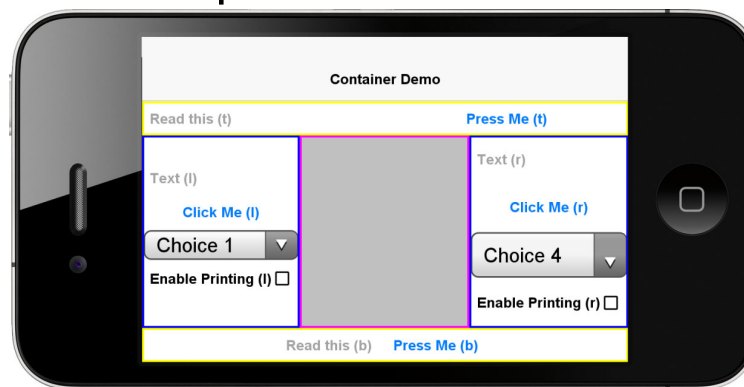 Container Demo
Read this (t) Press Me (t)
Text (l)
Click Me (l)
Choice 1
Enable Printing (l)
Text (r)
Click Me (r)
Choice 4
Enable Printing (r)
Read this (b) Press Me (b)